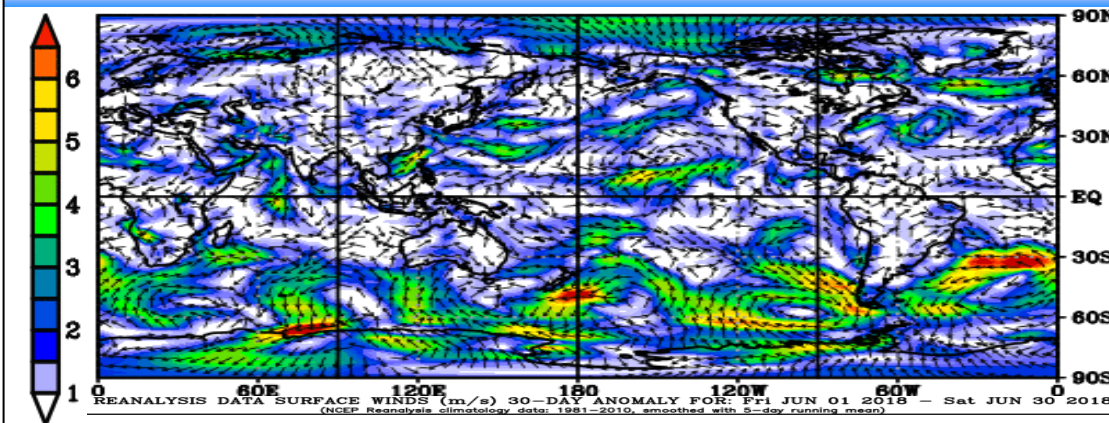 90N
6
60N
5
30N
4
EQ
3
30S
2
60S
1
90S
0 60E 120E 180 120W 60W 0
REANALYSIS DATA SURFACE WINDS (m/s) 30-DAY ANOMALY FOR: Fri JUN 01 2018 - Sat JUN 30 2018
(NCEP Reanalysis climatology data: 1981-2010, smoothed with 5-day running mean)